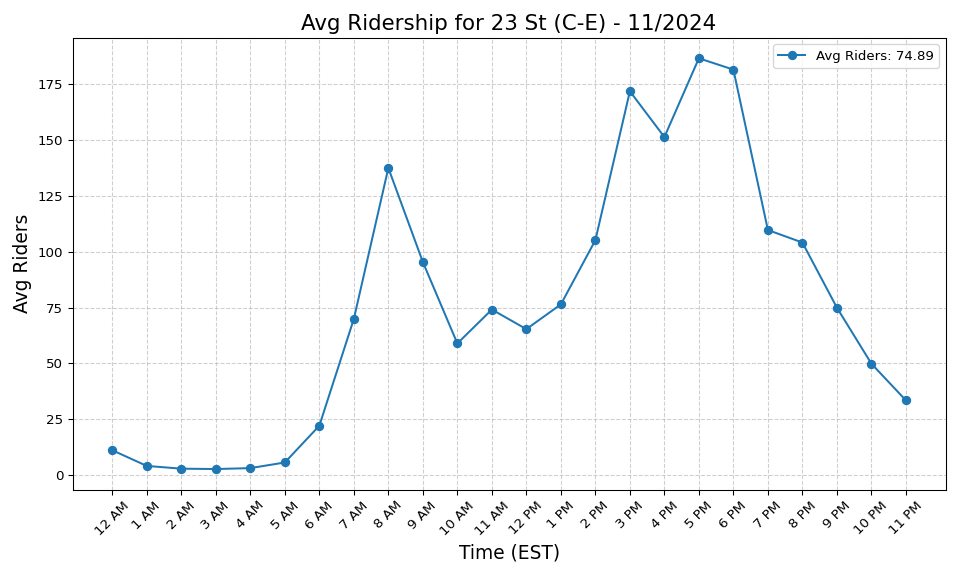 Avg Ridership for 23 St (C-E) - 11/2024
Avg Riders: 74.89
Avg Riders
175
150
125
100
75
50
25
0
12 AM
1 AM
2 AM
3 AM
4 AM
5 AM
6 AM
7 AM
8 AM
9 AM
10 AM
11 AM
12 PM
1 PM
2 PM
3 PM
4 PM
5 PM
6 PM
7 PM
8 PM
9 PM
10 PM
11 PM
Time (EST)